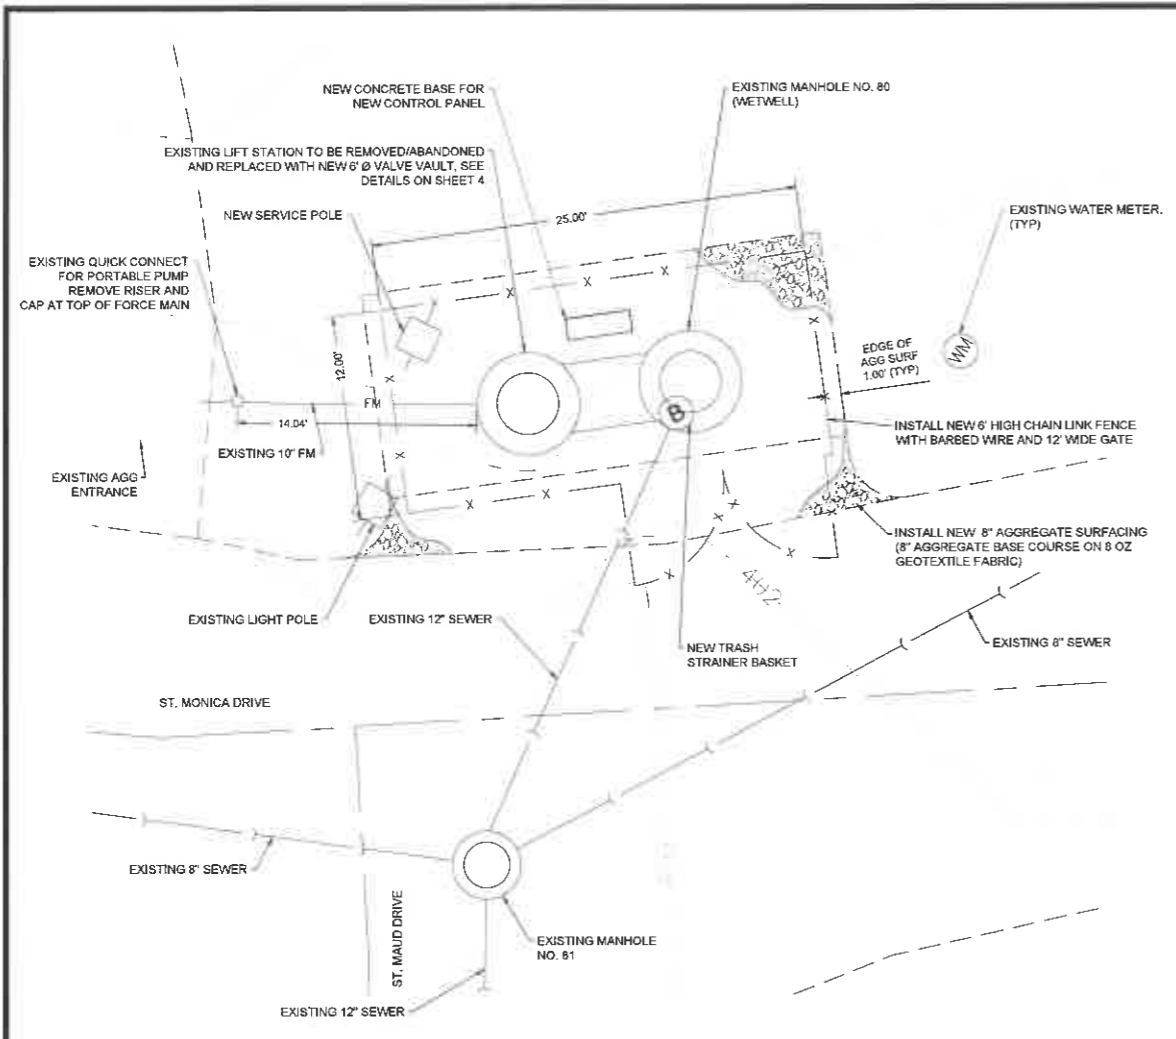 NEW CONCRETE BASE FOR
NEW CONTROL PANEL
EXISTING MANHOLE NO. 80
(WETWELL)
EXISTING LIFT STATION TO BE REMOVED/ABANDONED
AND REPLACED WITH NEW 6' Ø VALVE VAULT, SEE
DETAILS ON SHEET 4
NEW SERVICE POLE
25.00'
EXISTING WATER METER.
(TYP)
EXISTING QUICK CONNECT
FOR PORTABLE PUMP
REMOVE RISER AND
CAP AT TOP OF FORCE MAIN
12.00'
WM
EDGE OF
AGG SURF
1.00' (TYP)
FM
B
14.04'
EXISTING 10" FM
INSTALL NEW 6' HIGH CHAIN LINK FENCE
WITH BARBED WIRE AND 12' WIDE GATE
EXISTING AGG
ENTRANCE
INSTALL NEW 8" AGGREGATE SURFACING
(8" AGGREGATE BASE COURSE ON 8 OZ
GEOTEXTILE FABRIC)
EXISTING LIGHT POLE
EXISTING 12" SEWER
NEW TRASH
STRAINER BASKET
EXISTING 8" SEWER
ST. MONICA DRIVE
EXISTING 8" SEWER
ST. MAUD DRIVE
EXISTING MANHOLE
NO. 81
EXISTING 12" SEWER